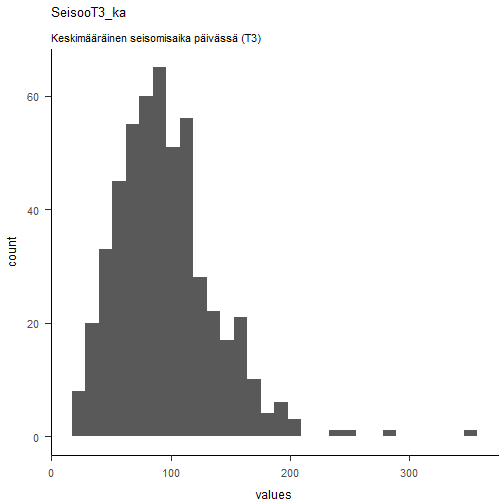 SeisooT3_ka
Keskimääräinen seisomisaika päivässä (T3)
60
40
20
0
count
0 100 200 300
values